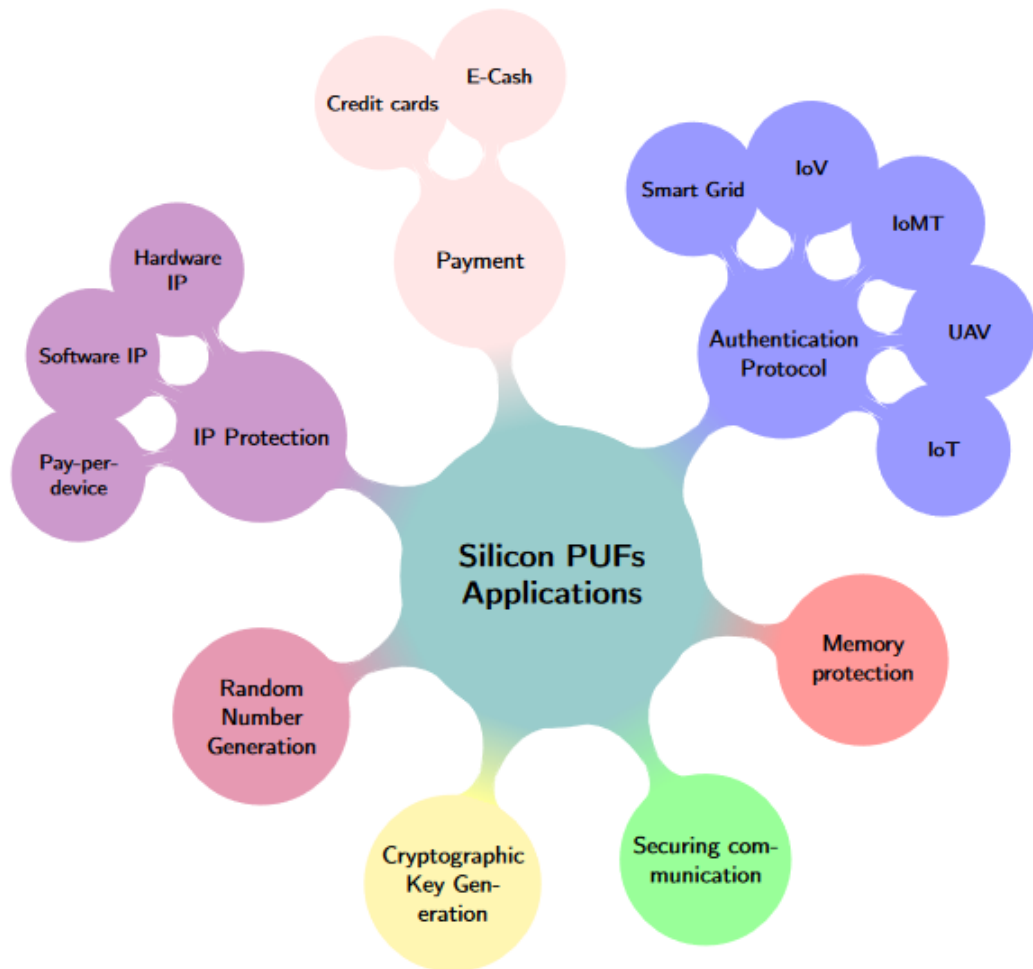 E-Cash
Credit cards
Payment
IoV
Smart Grid
IoMT
UAV
IoT
Authentication
Protocol
Hardware
IP
Software IP
Pay-per-
device
IP Protection
Silicon PUFs
Applications
Memory
protection
Random
Number
Generation
Securing com-
munication
Cryptographic
Key Gen-
eration